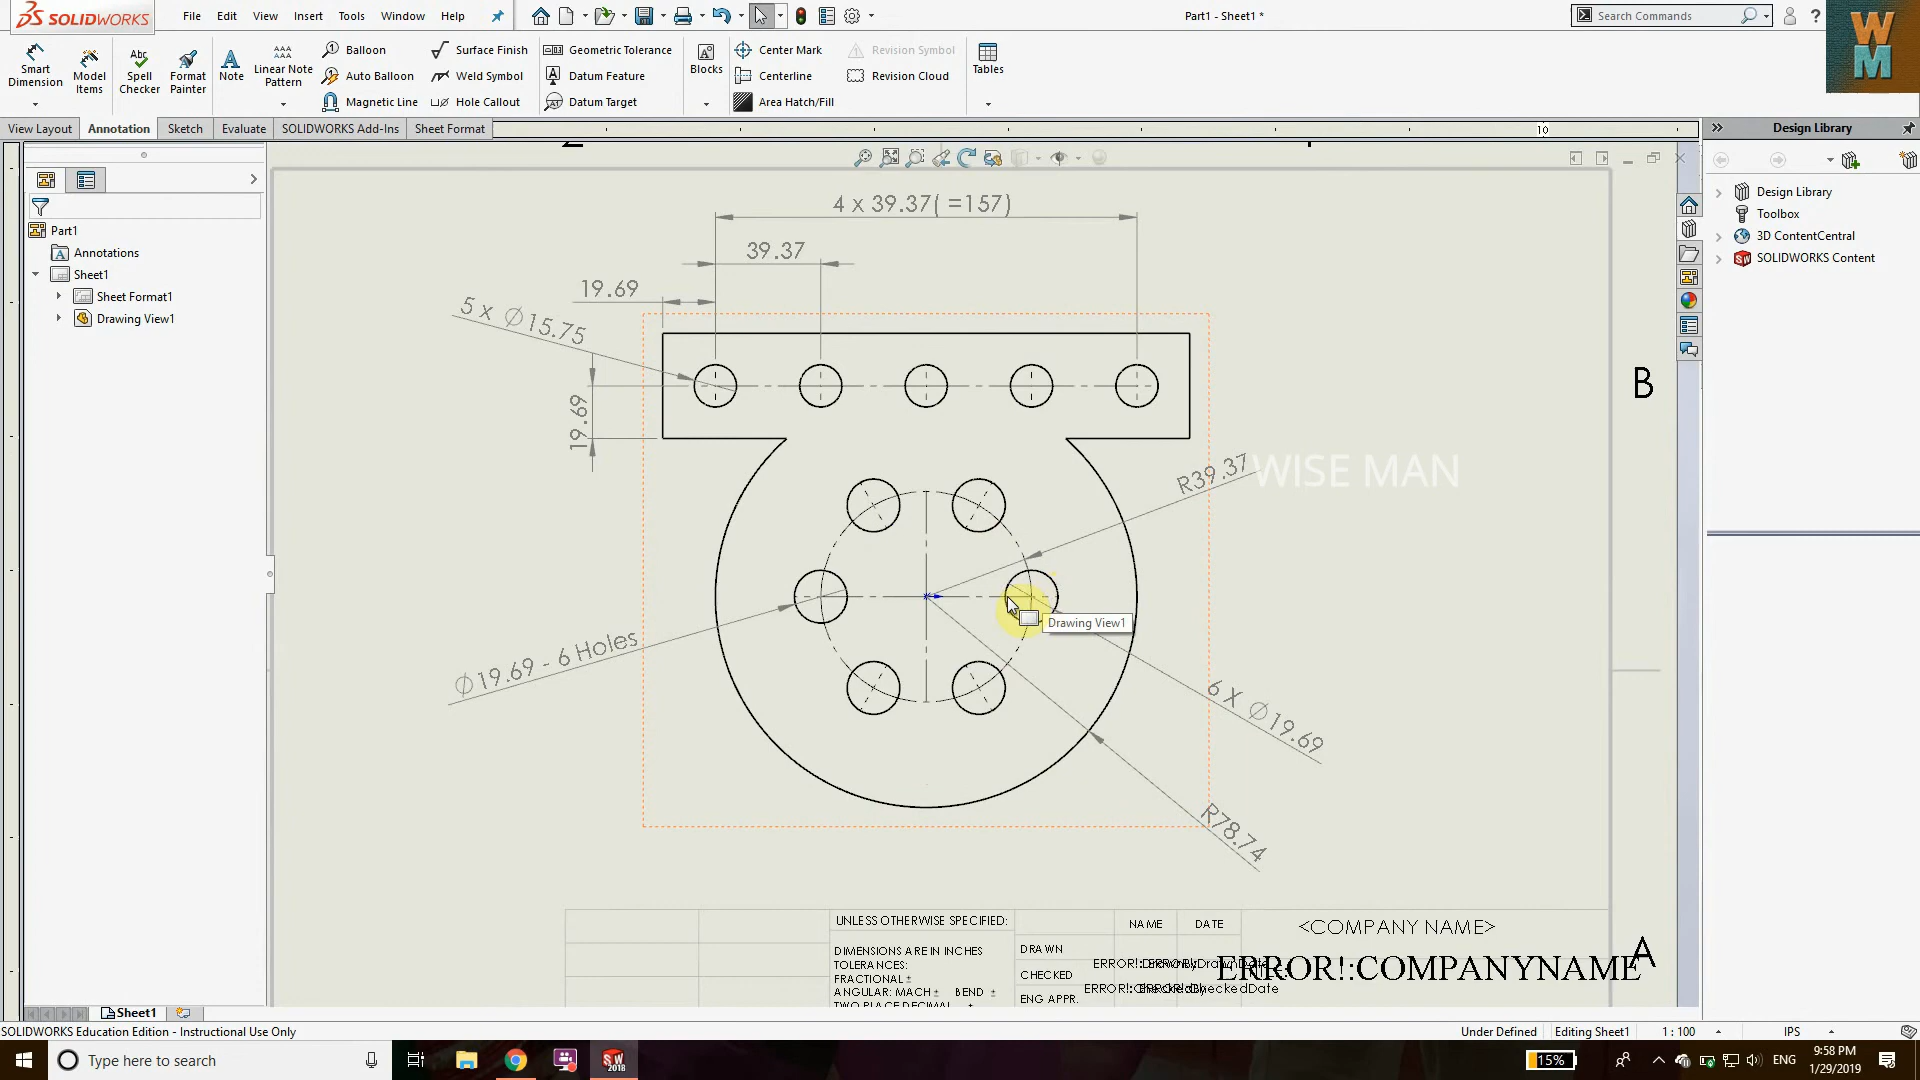 SOLIDWORKS
File Edit View Insert Tools Window Help
Part1 - Sheet1 *
Search Commands
?
W
M
Smart Dimension
Model Items
Spell Checker
Format Painter
Note
Linear Note Pattern
Balloon
Auto Balloon
Magnetic Line
Surface Finish
Weld Symbol
Hole Callout
Geometric Tolerance
Datum Feature
Datum Target
Blocks
Center Mark
Centerline
Area Hatch/Fill
Revision Symbol
Revision Cloud
Tables
View Layout Annotation Sketch Evaluate SOLIDWORKS Add-Ins Sheet Format
10
Design Library
Part1
Annotations
Sheet1
Sheet Format1
Drawing View1
Design Library
Toolbox
3D ContentCentral
SOLIDWORKS Content
4 x 39.37( =157)
39.37
19.69
5 x ∅15.75
19.69
B
R39.37
WISE MAN
Drawing View1
∅19.69 - 6 Holes
6 X ∅19.69
R78.74
UNLESS OTHERWISE SPECIFIED:
DIMENSIONS ARE IN INCHES
TOLERANCES:
FRACTIONAL ±
ANGULAR: MACH ± BEND ±
TWO PLACE DECIMAL ±
NAME DATE
DRAWN
CHECKED
ENG APPR.
<COMPANY NAME>
ERROR!:COMPANYNAME
A
Sheet1
SOLIDWORKS Education Edition - Instructional Use Only
Under Defined Editing Sheet1 1 : 100 IPS
Type here to search
15%
ENG
9:58 PM
1/29/2019